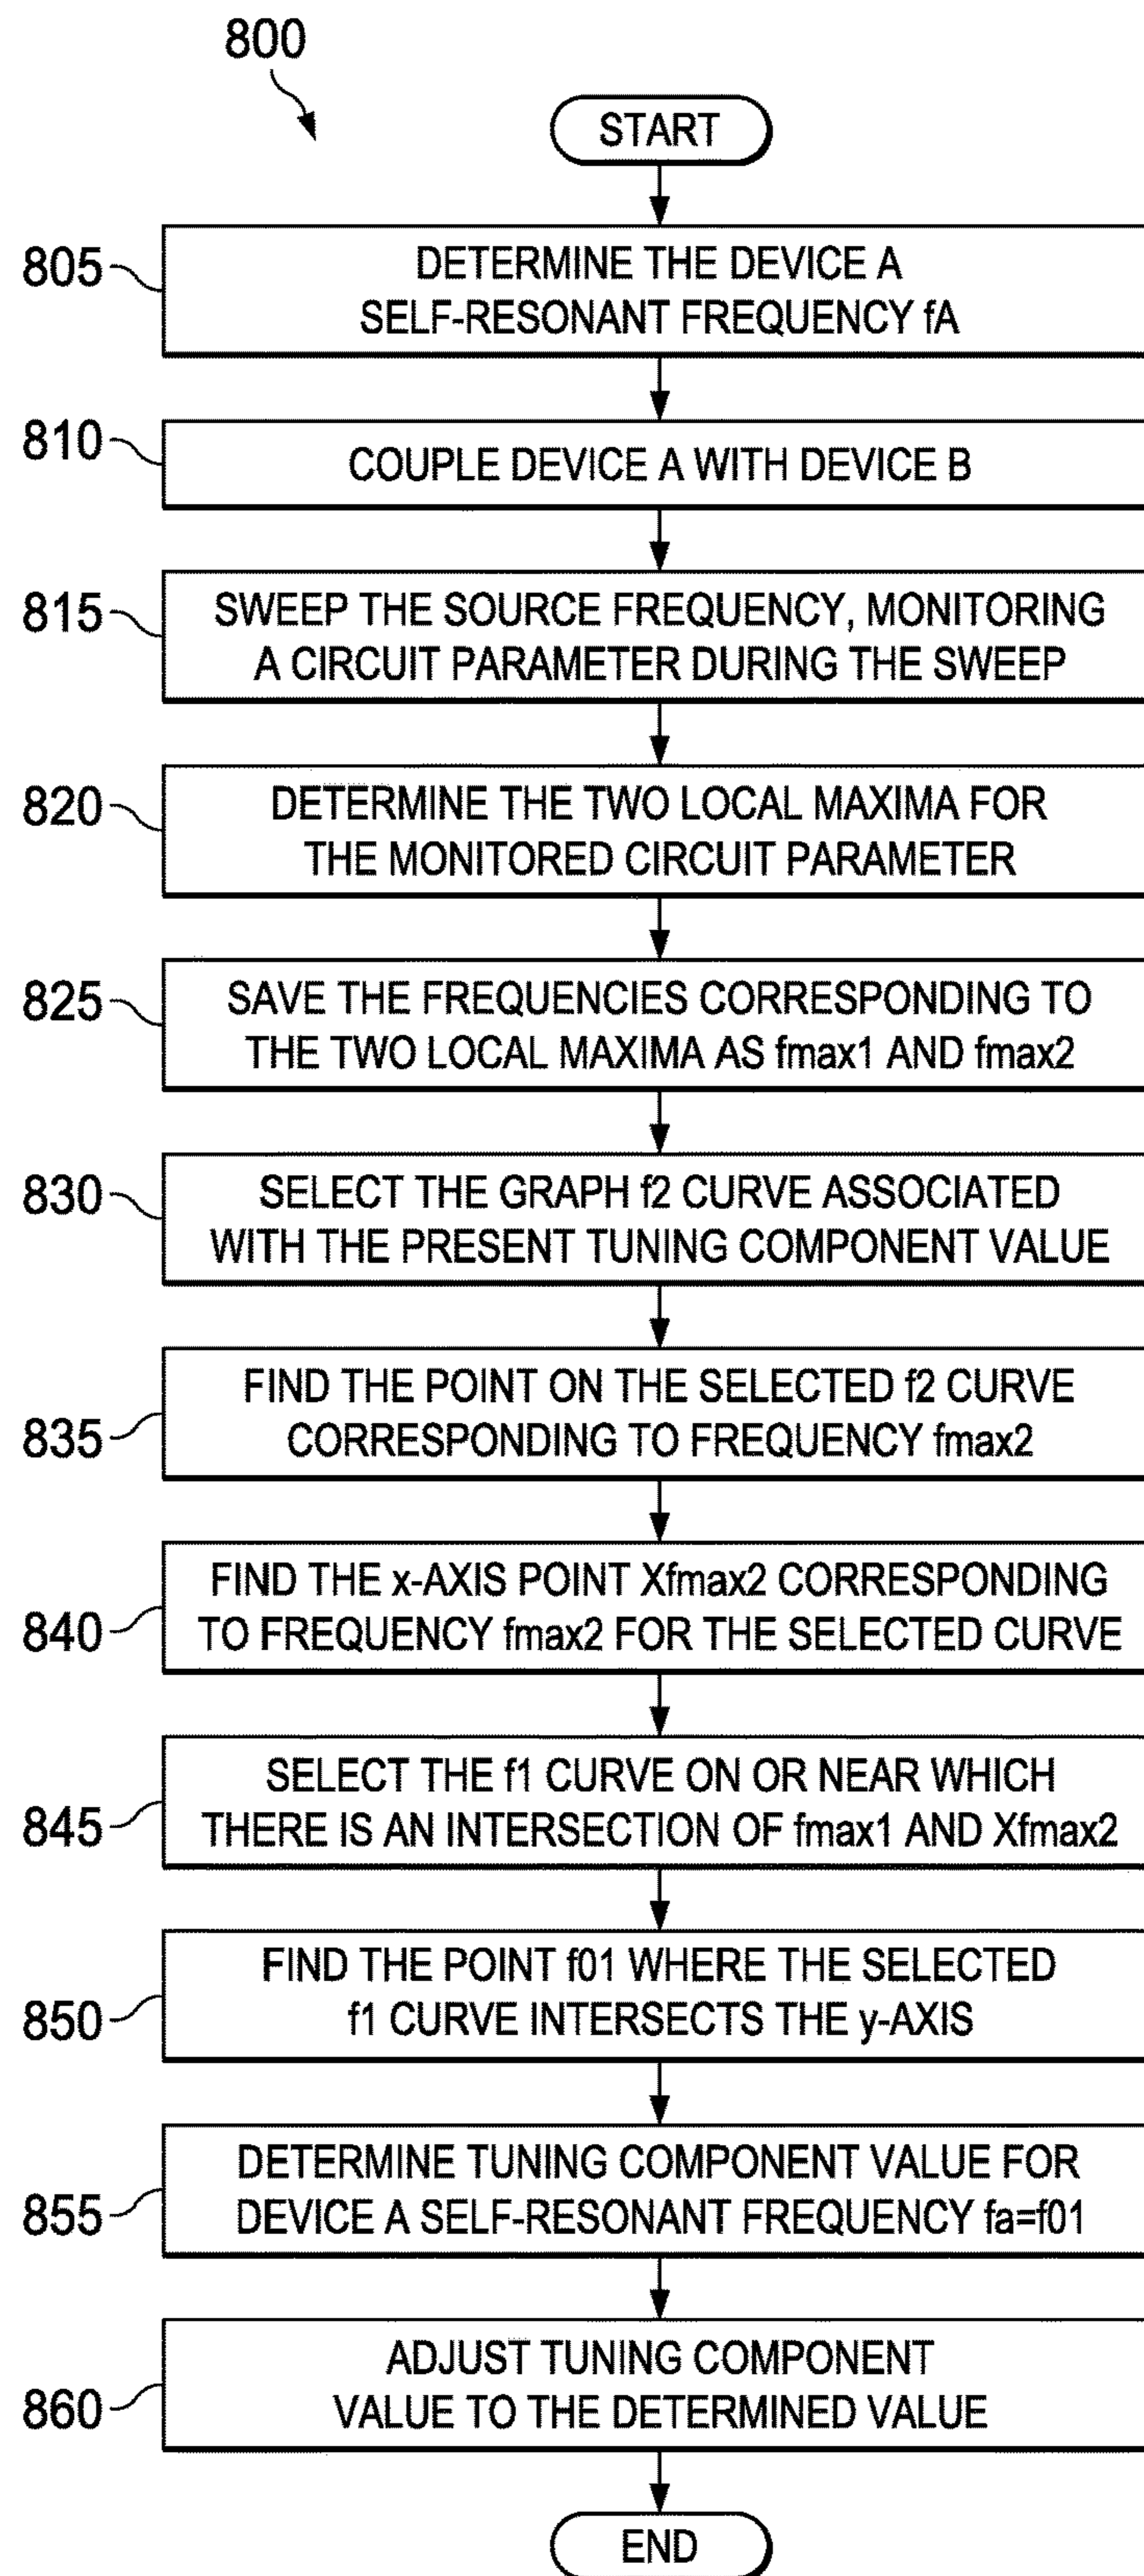 800
START
805
DETERMINE THE DEVICE A
SELF-RESONANT FREQUENCY fA
810
COUPLE DEVICE A WITH DEVICE B
815
SWEEP THE SOURCE FREQUENCY, MONITORING
A CIRCUIT PARAMETER DURING THE SWEEP
820
DETERMINE THE TWO LOCAL MAXIMA FOR
THE MONITORED CIRCUIT PARAMETER
825
SAVE THE FREQUENCIES CORRESPONDING TO
THE TWO LOCAL MAXIMA AS fmax1 AND fmax2
830
SELECT THE GRAPH f2 CURVE ASSOCIATED
WITH THE PRESENT TUNING COMPONENT VALUE
835
FIND THE POINT ON THE SELECTED f2 CURVE
CORRESPONDING TO FREQUENCY fmax2
840
FIND THE x-AXIS POINT Xfmax2 CORRESPONDING
TO FREQUENCY fmax2 FOR THE SELECTED CURVE
845
SELECT THE f1 CURVE ON OR NEAR WHICH
THERE IS AN INTERSECTION OF fmax1 AND Xfmax2
850
FIND THE POINT f01 WHERE THE SELECTED
f1 CURVE INTERSECTS THE y-AXIS
855
DETERMINE TUNING COMPONENT VALUE FOR
DEVICE A SELF-RESONANT FREQUENCY fa=f01
860
ADJUST TUNING COMPONENT
VALUE TO THE DETERMINED VALUE
END